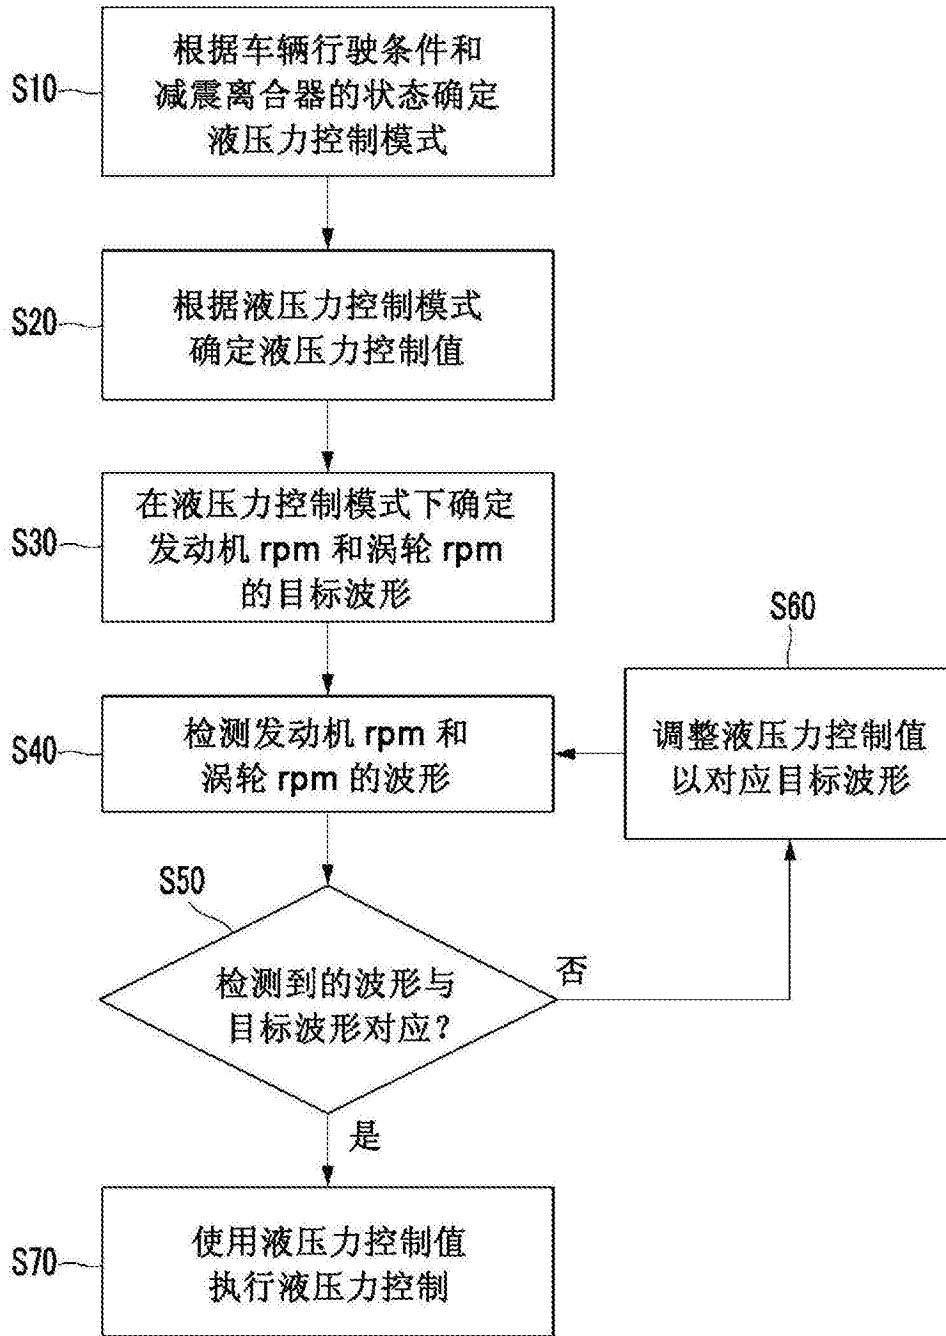 S10
根据车辆行驶条件和
减震离合器的状态确定
液压力控制模式
S20
根据液压力控制模式
确定液压力控制值
S30
在液压力控制模式下确定
发动机 rpm 和涡轮 rpm
的目标波形
S60
调整液压力控制值
以对应目标波形
S40
检测发动机 rpm 和
涡轮 rpm 的波形
S50
检测到的波形与
目标波形对应?
否
是
S70
使用液压力控制值
执行液压力控制